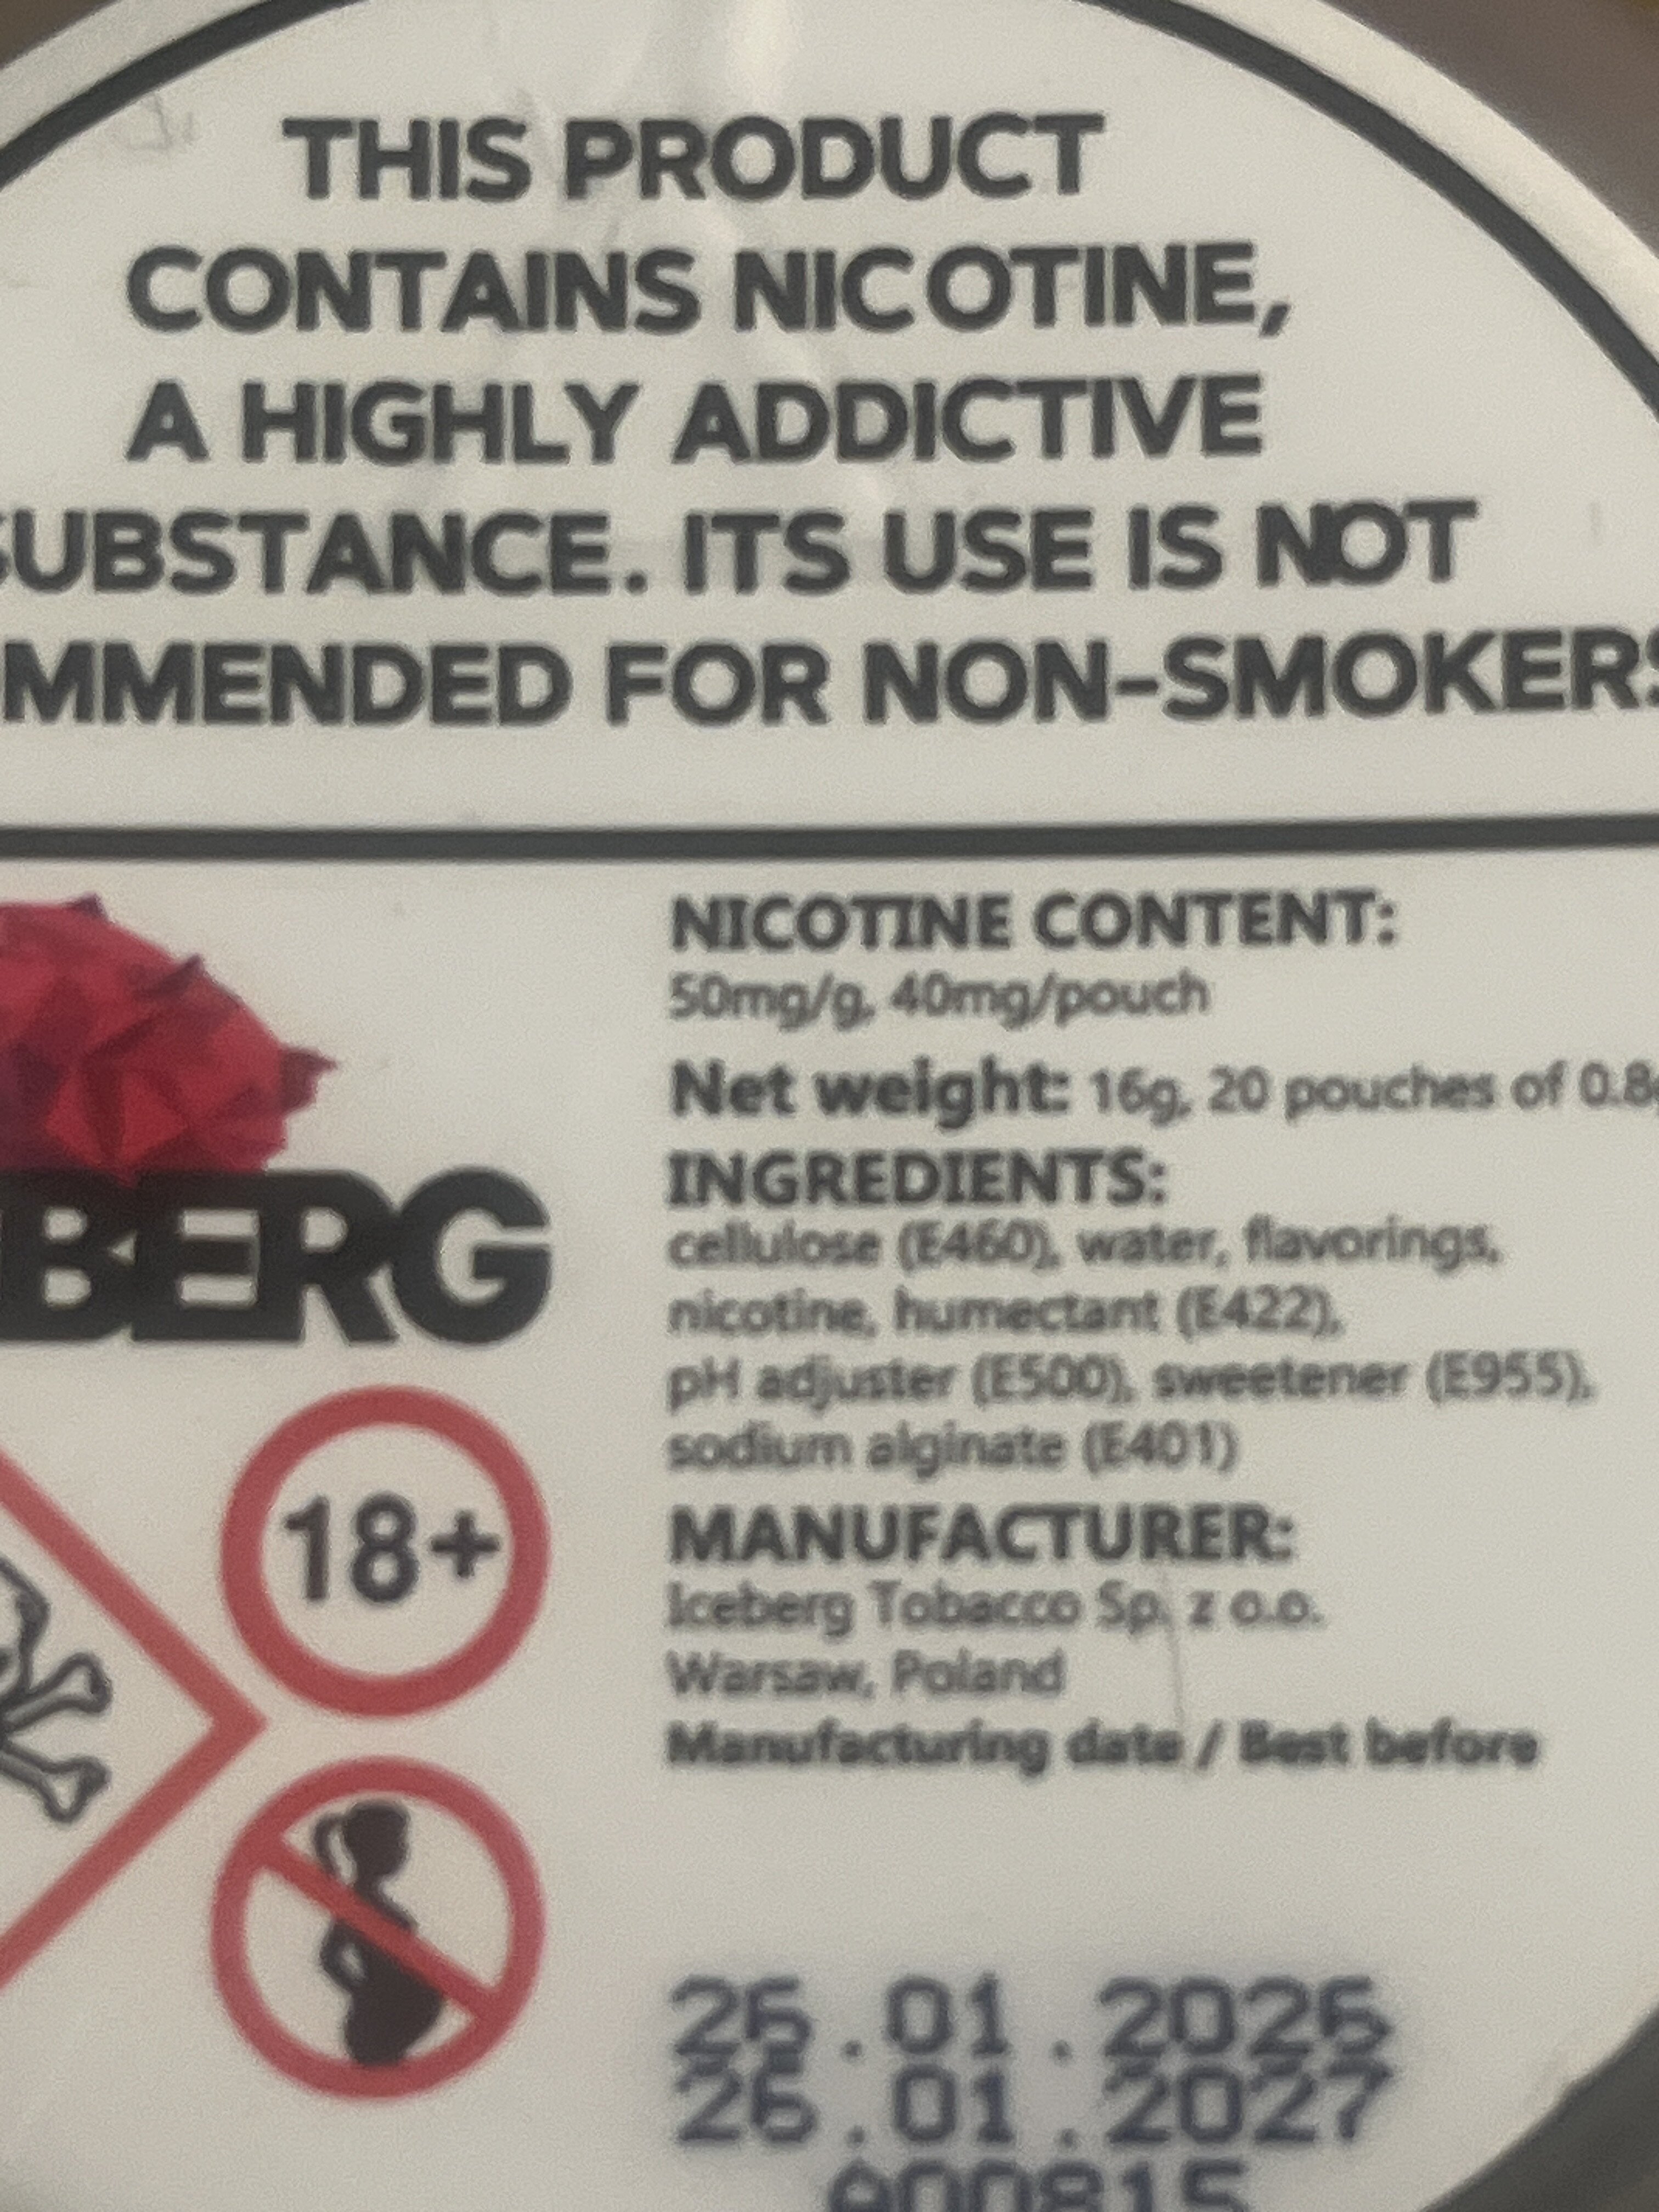 THIS PRODUCT
CONTAINS NICOTINE,
A HIGHLY ADDICTIVE
SUBSTANCE. ITS USE IS NOT
MMENDED FOR NON-SMOKERS
NICOTINE CONTENT:
50mg/g, 40mg/pouch
Net weight: 16g, 20 pouches of 0.8g
INGREDIENTS:
cellulose (E460), water, flavorings,
nicotine, humectant (E422),
pH adjuster (E500), sweetener (E955),
sodium alginate (E401)
MANUFACTURER:
Iceberg Tobacco Sp. z o.o.
Warsaw, Poland
Manufacturing date / Best before
26.01.2026
26.01.2027
A00815
BERG
18+